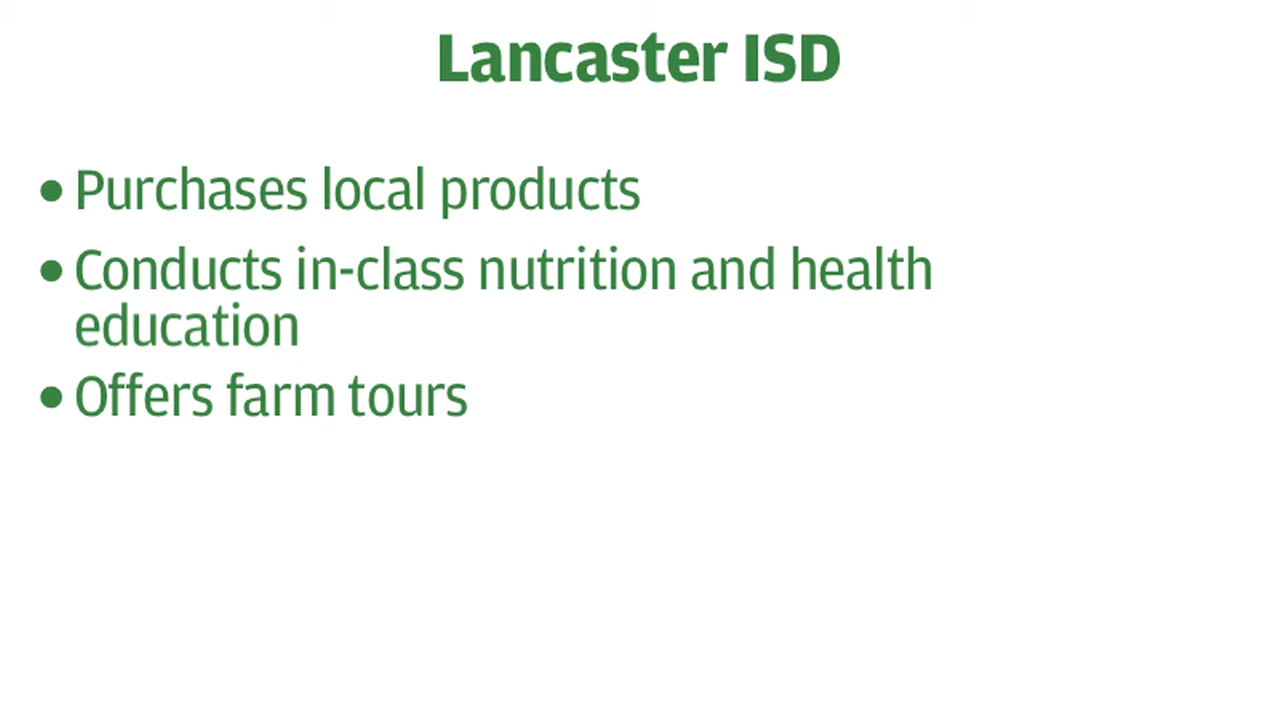 Lancaster ISD
• Purchases local products
• Conducts in-class nutrition and health
education
• Offers farm tours